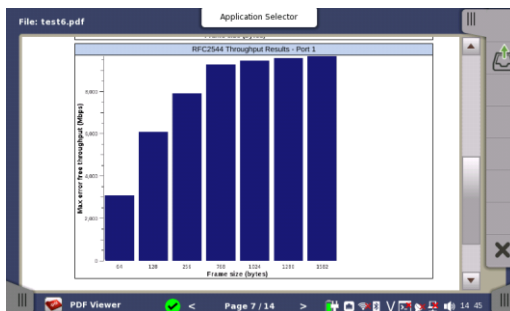 Application Selector
File: test6.pdf
RFC2544 Throughput Results - Port 1
Max error free throughput (Mbps)
8,000
6,000
4,000
2,000
0
64 128 256 768 1024 1280 1518
Frame size (bytes)
PDF Viewer < Page 7 / 14 > 14 45